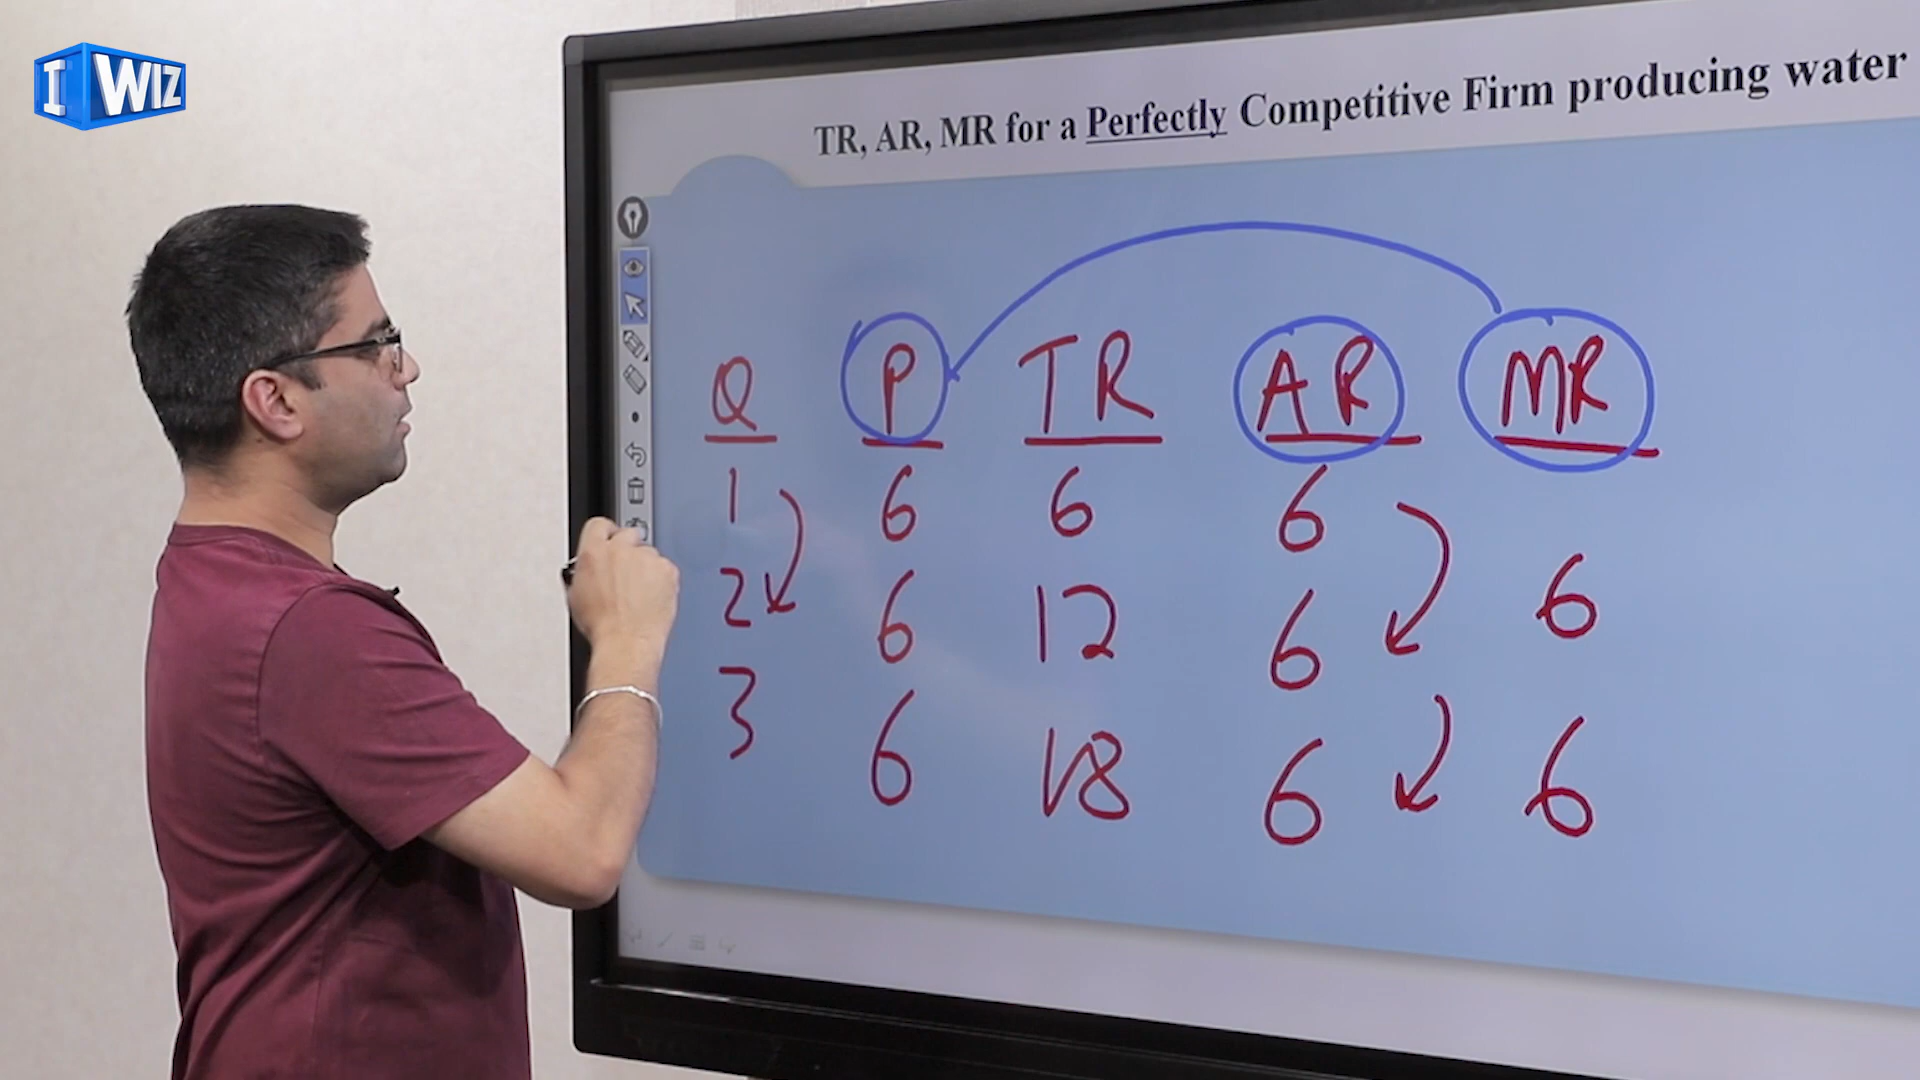 I WIZ
TR, AR, MR for a Perfectly Competitive Firm producing water
Q P TR AR MR
1 6 6 6
2 6 12 6 6
3 6 18 6 6